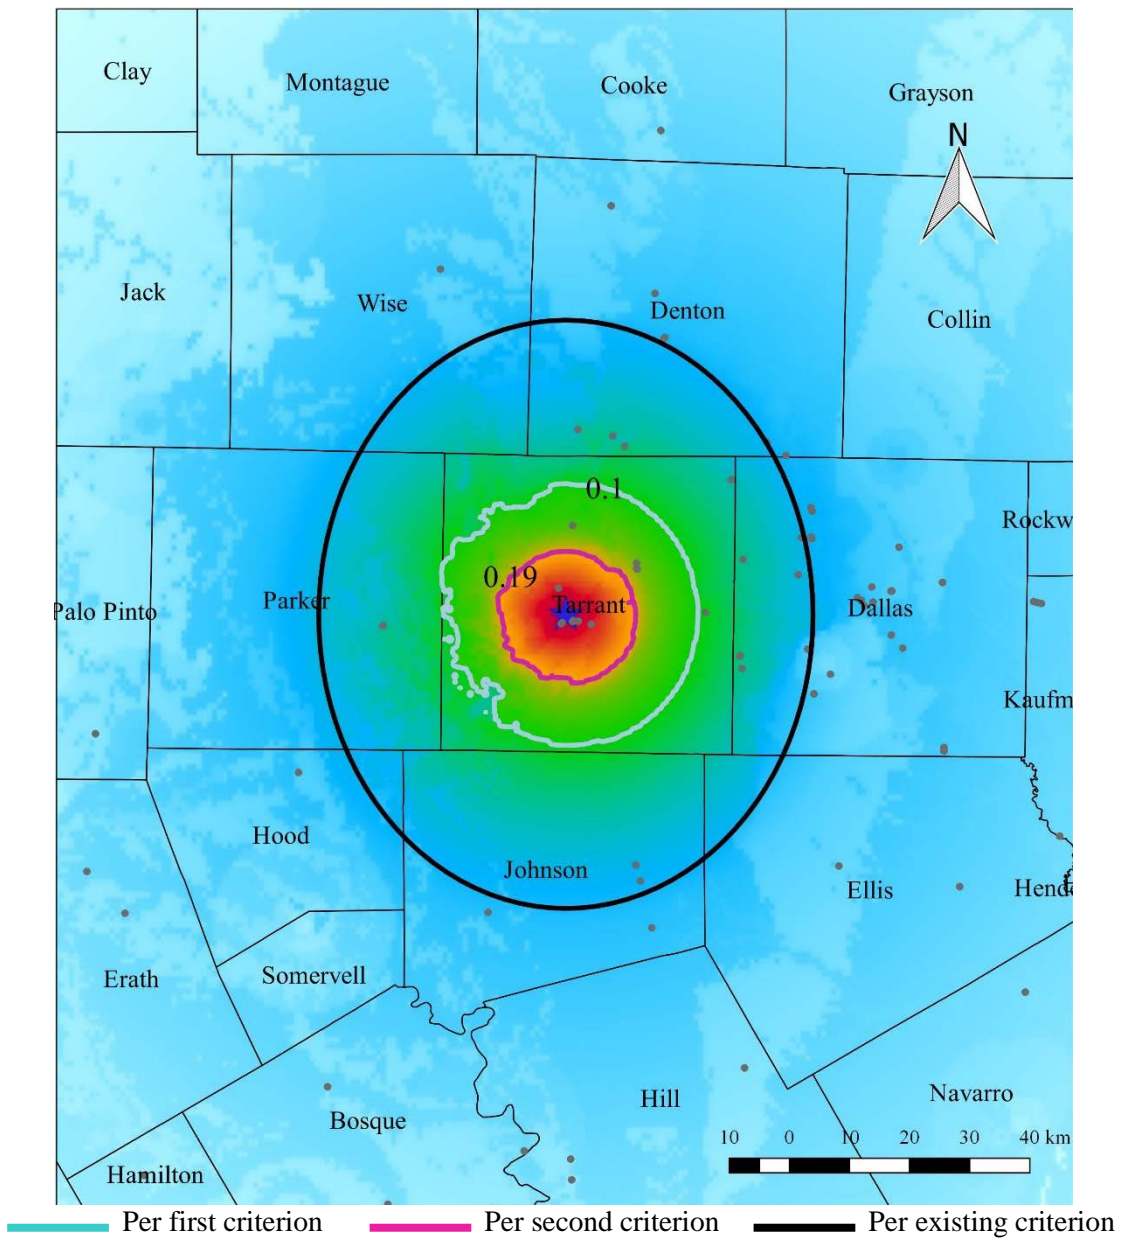 Clay
Montague
Cooke
Grayson
N
Jack
Wise
Denton
Collin
0.1
Rockw
0.19
Palo Pinto
Parker
Tarrant
Dallas
Kaufm
Hood
Johnson
Ellis
Hend
Erath
Somervell
Bosque
Hill
Navarro
10 0 10 20 30 40 km
Hamilton
Per first criterion Per second criterion Per existing criterion